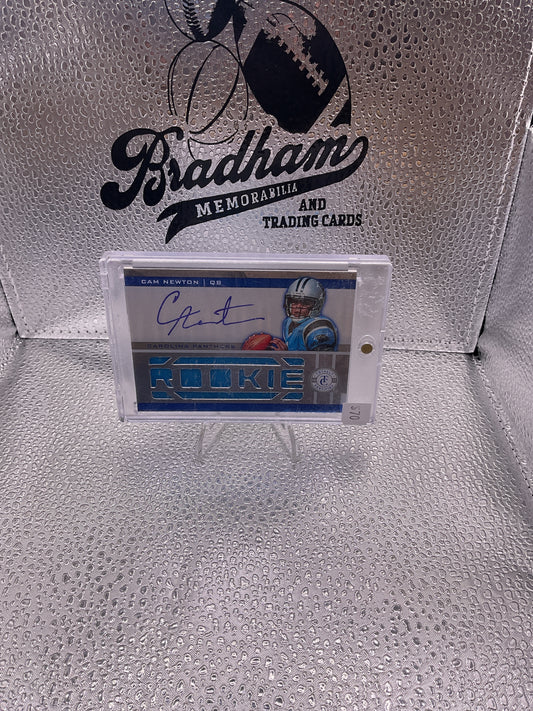 Bradham
MEMORABILIA
AND
TRADING CARDS
CAM NEWTON | QB
CAROLINA PANTHERS
ROOKIE